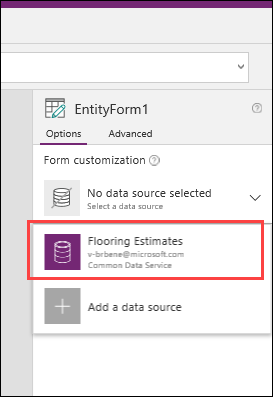 EntityForm1
Options Advanced
Form customization
No data source selected
Select a data source
Flooring Estimates
v-brbene@microsoft.com
Common Data Service
Add a data source